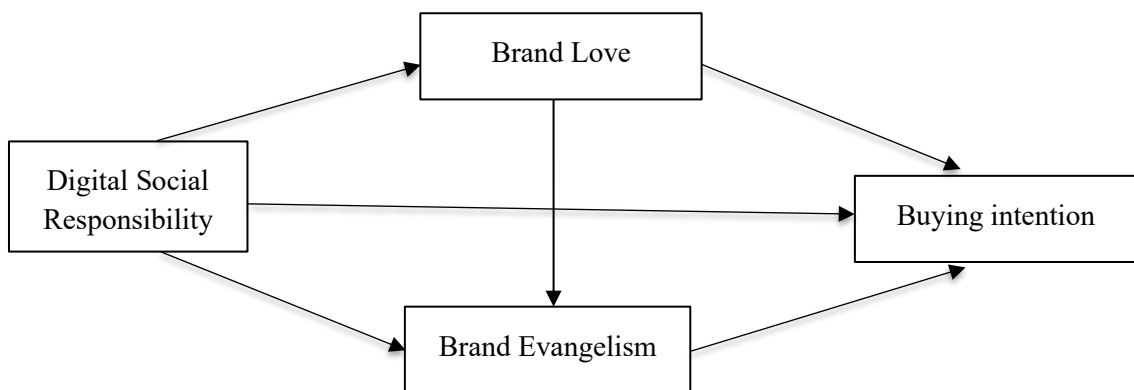 Brand Love
Digital Social
Responsibility
Buying intention
Brand Evangelism